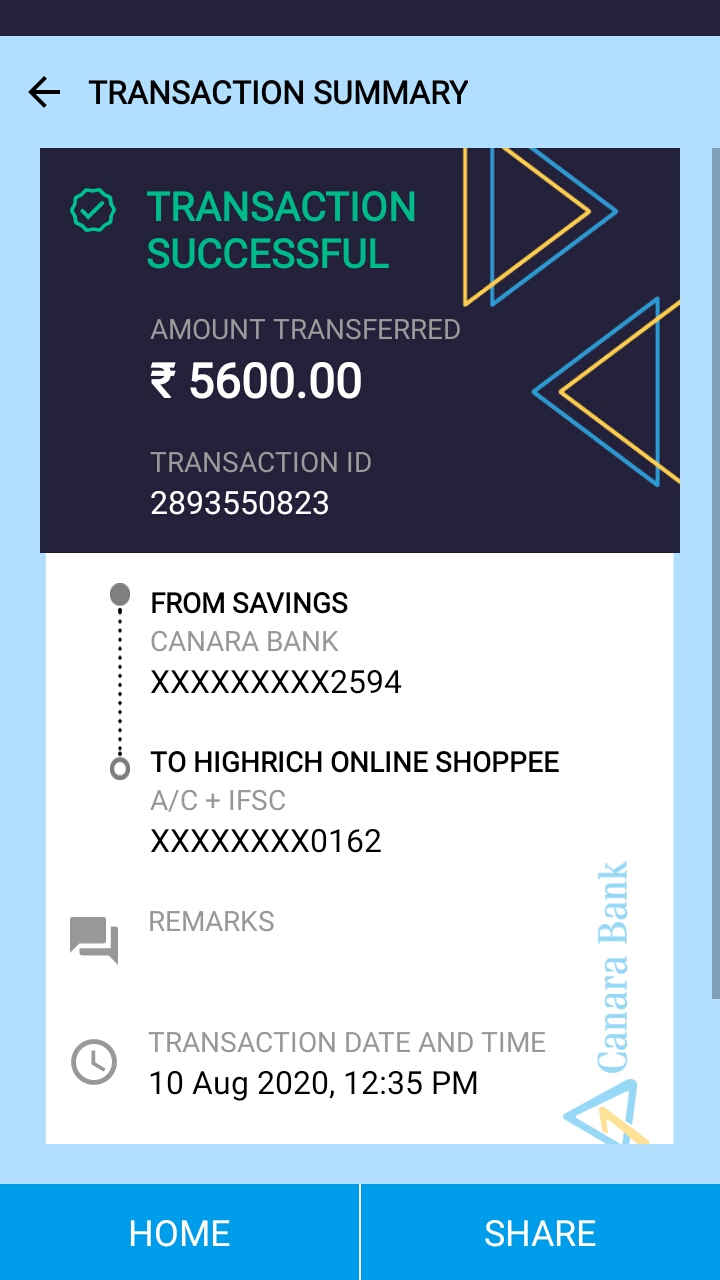 TRANSACTION SUMMARY
TRANSACTION
SUCCESSFUL
AMOUNT TRANSFERRED
₹ 5600.00
TRANSACTION ID
2893550823
FROM SAVINGS
CANARA BANK
XXXXXXXXX2594
TO HIGHRICH ONLINE SHOPPEE
A/C + IFSC
XXXXXXXX0162
REMARKS
TRANSACTION DATE AND TIME
10 Aug 2020, 12:35 PM
Canara Bank
HOME
SHARE